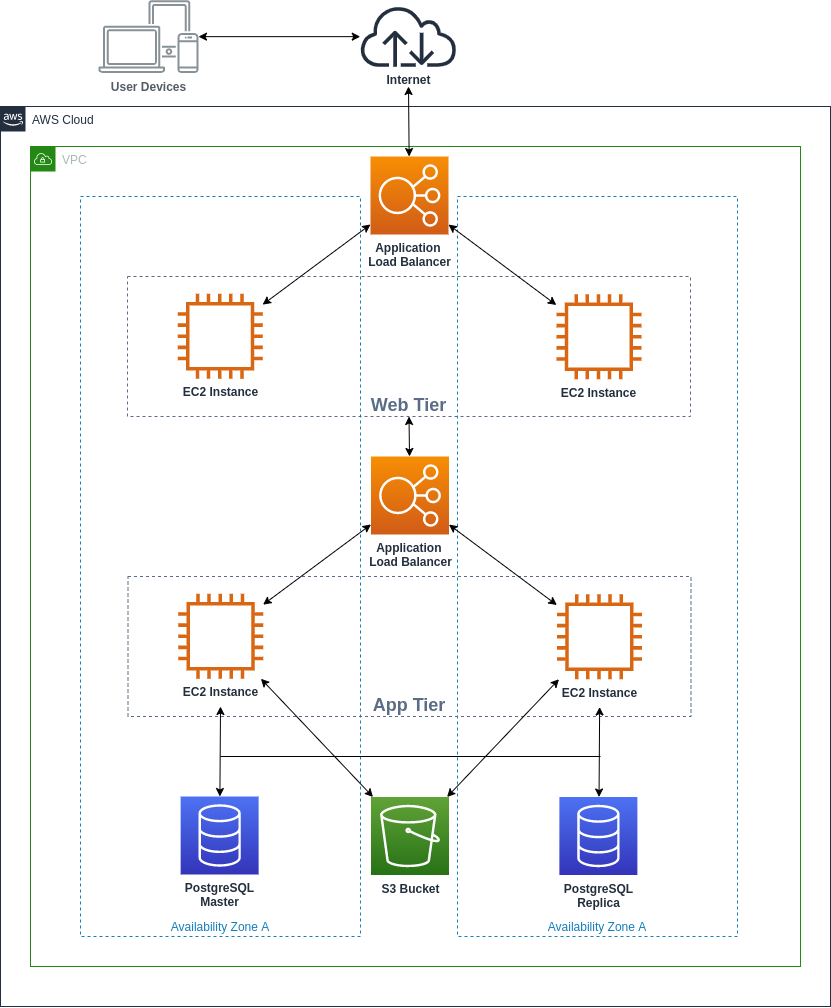 User Devices
Internet
aws
AWS Cloud
VPC
Application
Load Balancer
EC2 Instance
EC2 Instance
Web Tier
Application
Load Balancer
EC2 Instance
EC2 Instance
App Tier
PostgreSQL
Master
S3 Bucket
PostgreSQL
Replica
Availability Zone A
Availability Zone A